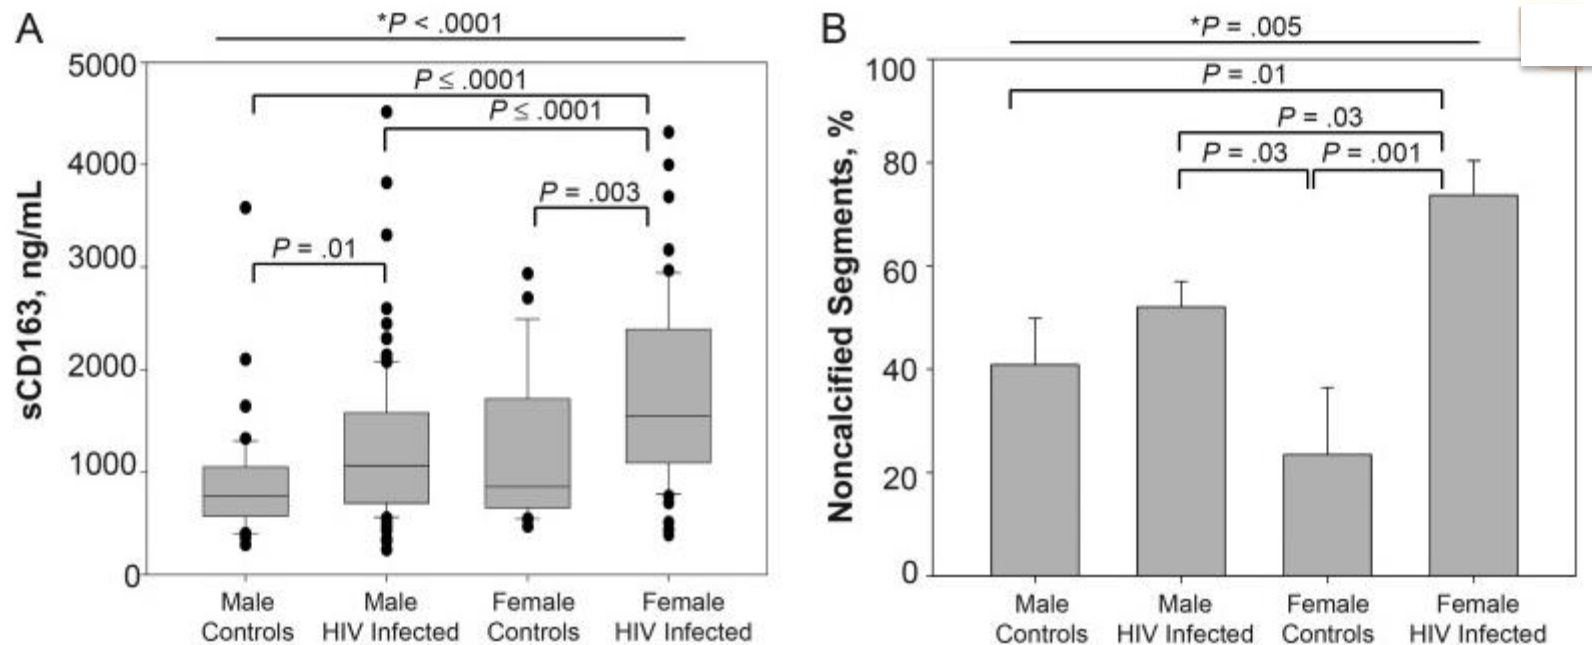 A
*P < .0001
P ≤ .0001
P ≤ .0001
P = .003
P = .01
sCD163, ng/mL
5000
4000
3000
2000
1000
0
Male Controls
Male HIV Infected
Female Controls
Female HIV Infected
B
*P = .005
P = .01
P = .03
P = .03
P = .001
Noncalcified Segments, %
100
80
60
40
20
0
Male Controls
Male HIV Infected
Female Controls
Female HIV Infected